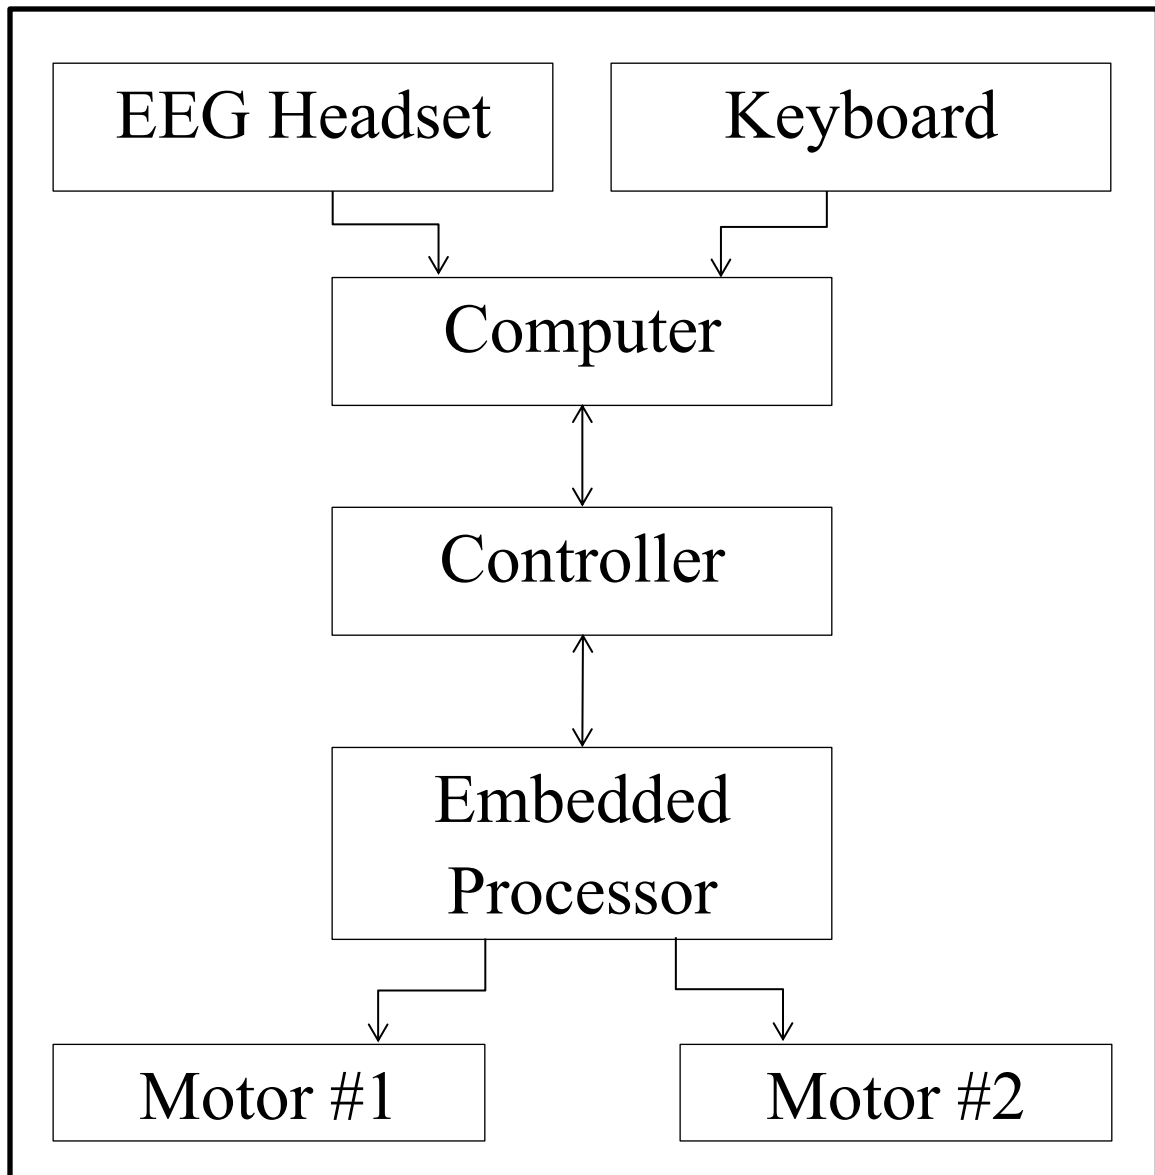 EEG Headset
Keyboard
Computer
Controller
Embedded
Processor
Motor #1
Motor #2